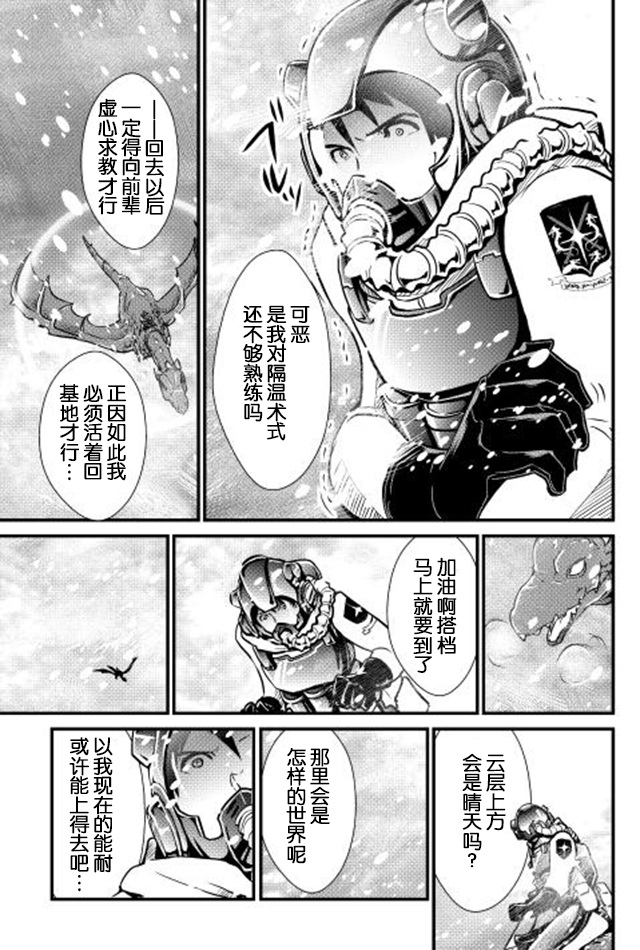 可恶
是我对隔温术式
还不够熟练吗
──回去以后
一定得向前辈
虚心求教才行
正因如此我
必须活着回
基地才行…
加油啊搭档
马上就要到了
云层上方
会是晴天吗？
那里会是
怎样的世界呢
以我现在的能耐
或许能上得去吧…